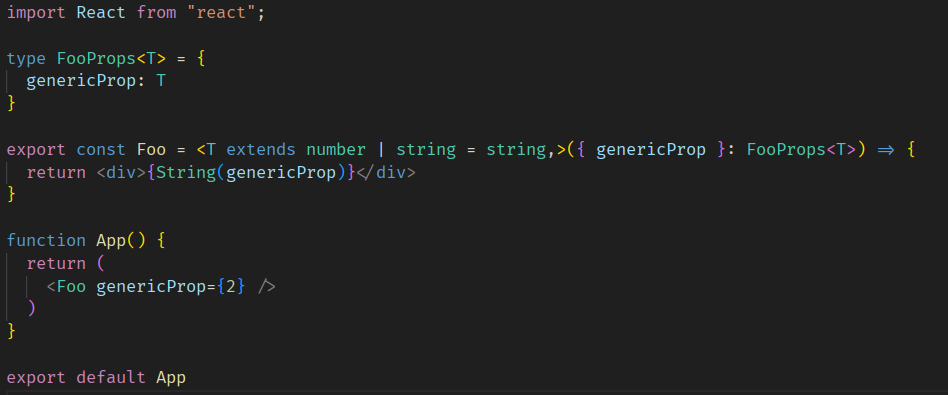 import React from "react";
type FooProps<T> = {
genericProp: T
}
export const Foo = <T extends number | string = string,>({ genericProp }: FooProps<T>) => {
return <div>{String(genericProp)}</div>
}
function App() {
return (
<Foo genericProp={2} />
)
}
export default App